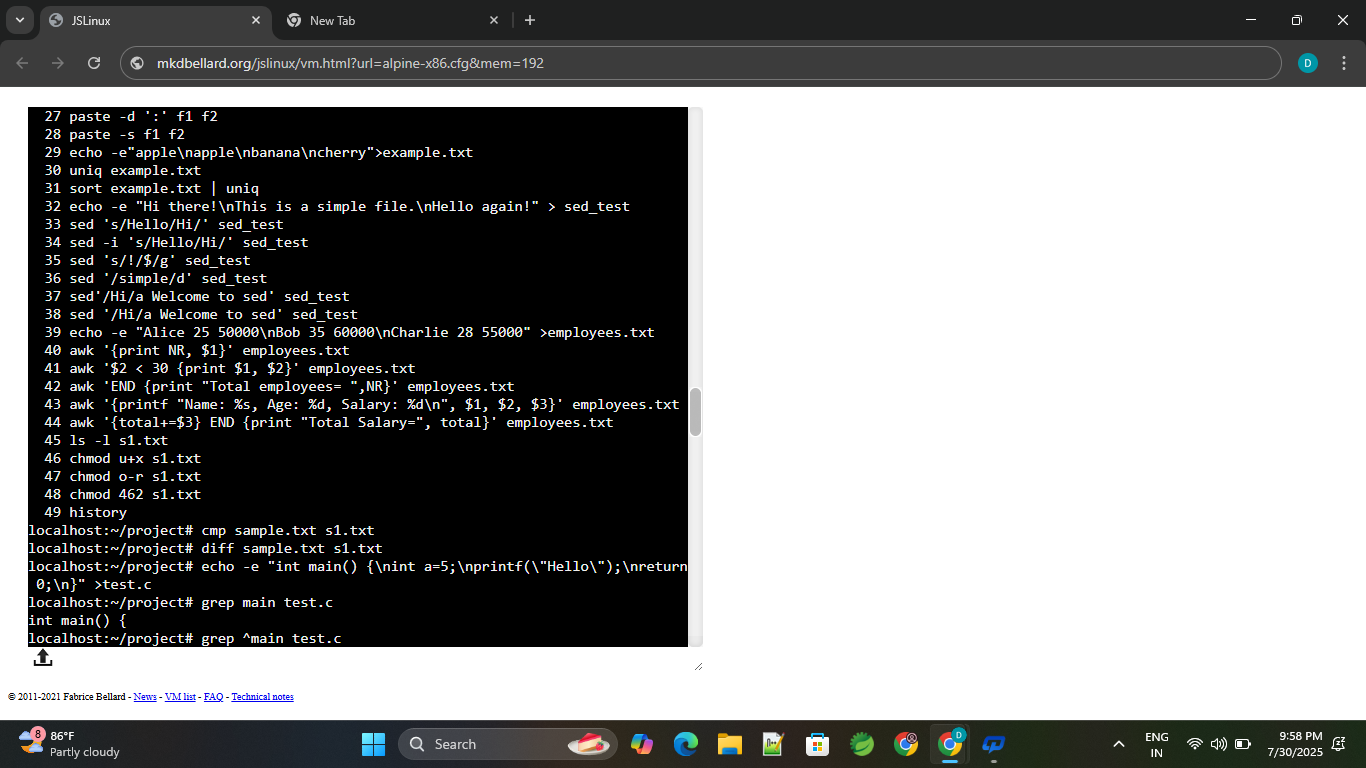 JSLinux
New Tab
mkdbellard.org/jslinux/vm.html?url=alpine-x86.cfg&mem=192
D
27 paste -d ':' f1 f2
28 paste -s f1 f2
29 echo -e"apple\napple\nbanana\ncherry">example.txt
30 uniq example.txt
31 sort example.txt | uniq
32 echo -e "Hi there!\nThis is a simple file.\nHello again!" > sed_test
33 sed 's/Hello/Hi/' sed_test
34 sed -i 's/Hello/Hi/' sed_test
35 sed 's/!/$/g' sed_test
36 sed '/simple/d' sed_test
37 sed'/Hi/a Welcome to sed' sed_test
38 sed '/Hi/a Welcome to sed' sed_test
39 echo -e "Alice 25 50000\nBob 35 60000\nCharlie 28 55000" >employees.txt
40 awk '{print NR, $1}' employees.txt
41 awk '$2 < 30 {print $1, $2}' employees.txt
42 awk 'END {print "Total employees= ",NR}' employees.txt
43 awk '{printf "Name: %s, Age: %d, Salary: %d\n", $1, $2, $3}' employees.txt
44 awk '{total+=$3} END {print "Total Salary=", total}' employees.txt
45 ls -l s1.txt
46 chmod u+x s1.txt
47 chmod o-r s1.txt
48 chmod 462 s1.txt
49 history
localhost:~/project# cmp sample.txt s1.txt
localhost:~/project# diff sample.txt s1.txt
localhost:~/project# echo -e "int main() {\nint a=5;\nprintf(\"Hello\");\nreturn
0;\n}" >test.c
localhost:~/project# grep main test.c
int main() {
localhost:~/project# grep ^main test.c
© 2011-2021 Fabrice Bellard - News - VM list - FAQ - Technical notes
8
86°F
Partly cloudy
Search
D
ENG
IN
9:58 PM
7/30/2025